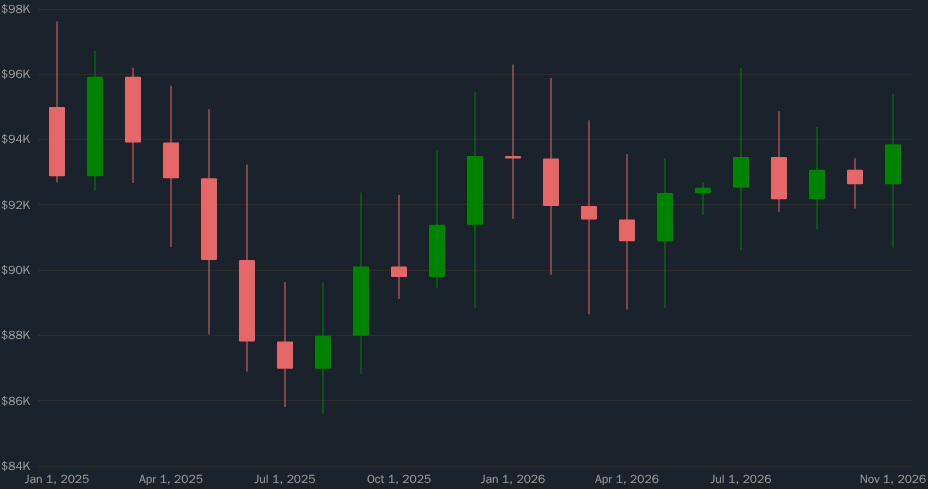 $98K
$96K
$94K
$92K
$90K
$88K
$86K
$84K
Jan 1, 2025 Apr 1, 2025 Jul 1, 2025 Oct 1, 2025 Jan 1, 2026 Apr 1, 2026 Jul 1, 2026 Nov 1, 2026